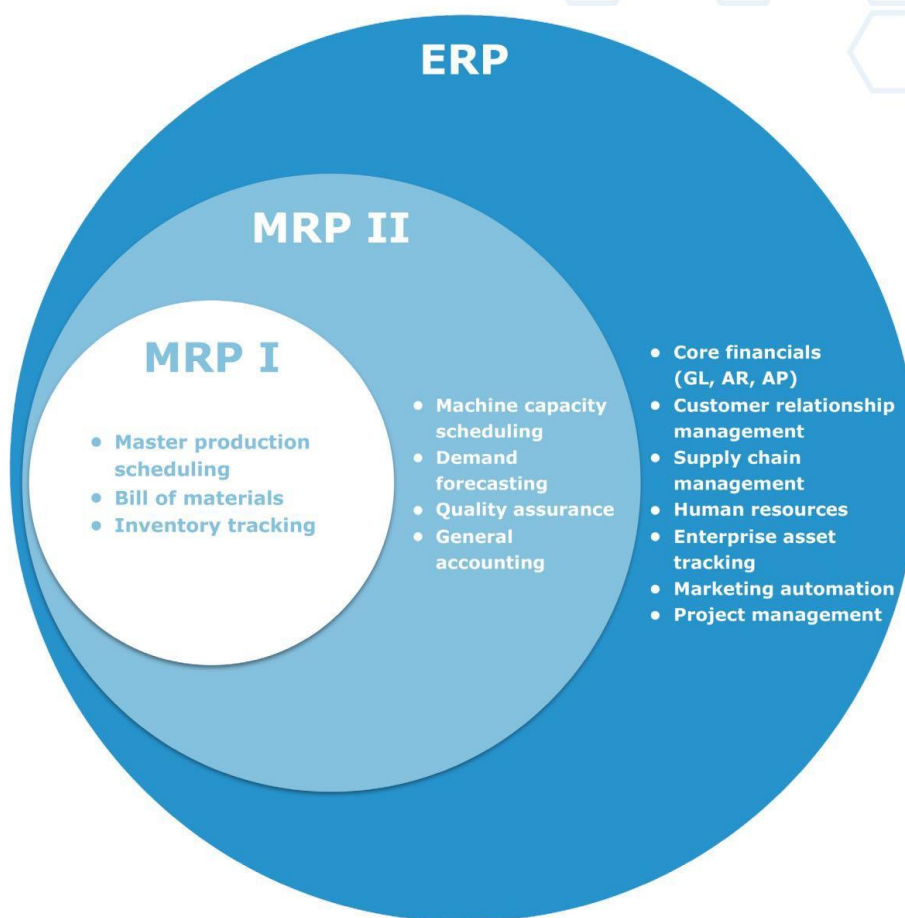 ERP
MRP II
MRP I
• Master production
scheduling
• Bill of materials
• Inventory tracking
• Machine capacity
scheduling
• Demand
forecasting
• Quality assurance
• General
accounting
• Core financials
(GL, AR, AP)
• Customer relationship
management
• Supply chain
management
• Human resources
• Enterprise asset
tracking
• Marketing automation
• Project management